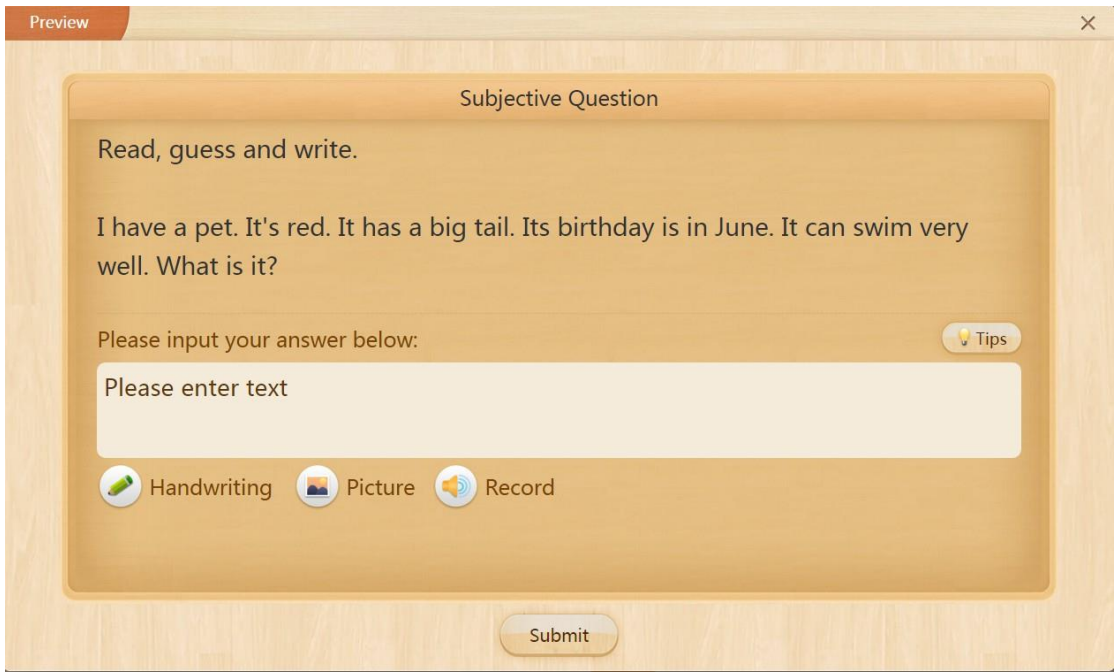 Preview
Subjective Question
Read, guess and write.
I have a pet. It's red. It has a big tail. Its birthday is in June. It can swim very
well. What is it?
Please input your answer below:
Tips
Please enter text
Handwriting Picture Record
Submit